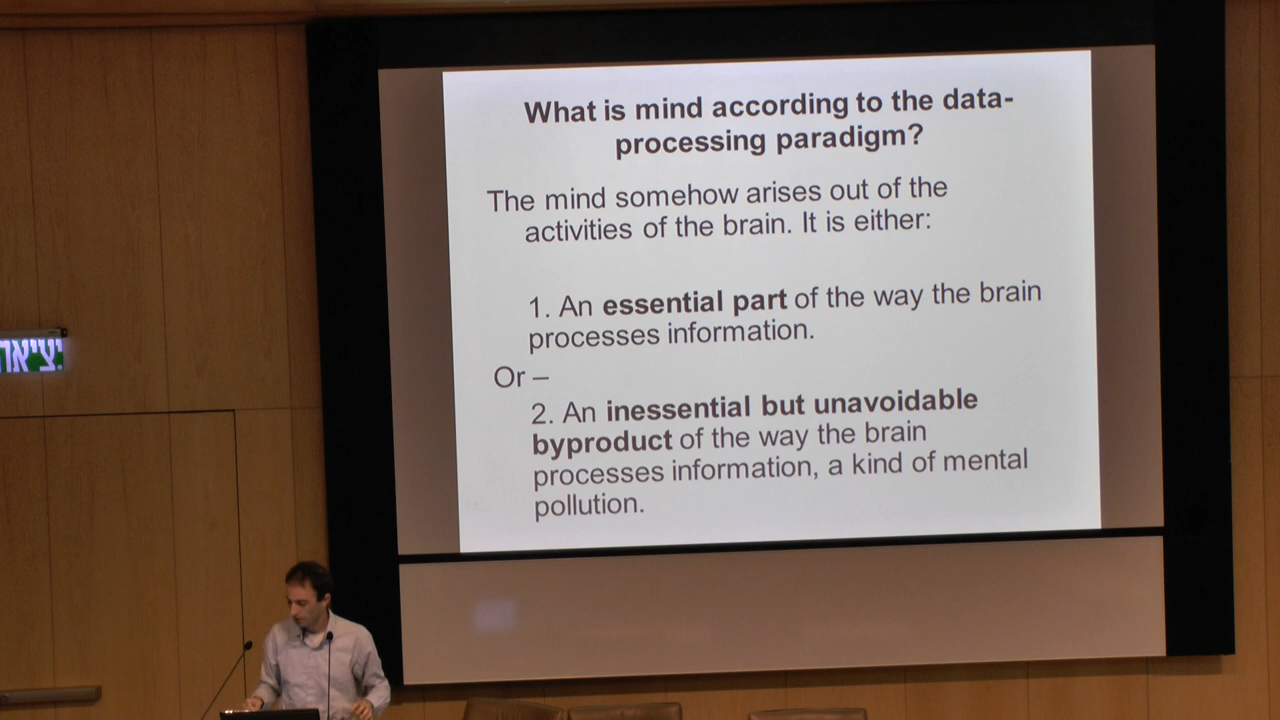 What is mind according to the data-
processing paradigm?
The mind somehow arises out of the
activities of the brain. It is either:
1. An essential part of the way the brain
processes information.
Or –
2. An inessential but unavoidable
byproduct of the way the brain
processes information, a kind of mental
pollution.
יציאה